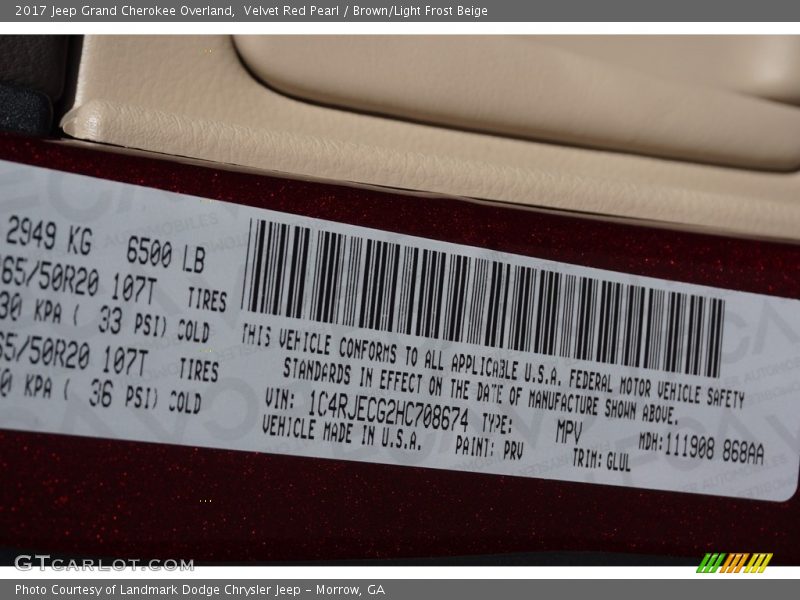 2017 Jeep Grand Cherokee Overland,  Velvet Red Pearl / Brown/Light Frost Beige
2949 KG 6500 LB
65/50R20 107T TIRES
30 KPA ( 33 PSI) COLD
65/50R20 107T TIRES
KPA ( 36 PSI) COLD
THIS VEHICLE CONFORMS TO ALL APPLICABLE U.S.A. FEDERAL MOTOR VEHICLE SAFETY
STANDARDS IN EFFECT ON THE DATE OF MANUFACTURE SHOWN ABOVE.
VIN: 1C4RJECG2HC708674 TYPE: MPV MDH:111908 868AA
VEHICLE MADE IN U.S.A. PAINT: PRV TRIM: GLUL
GTCARLOT.COM
Photo Courtesy of Landmark Dodge Chrysler Jeep – Morrow, GA